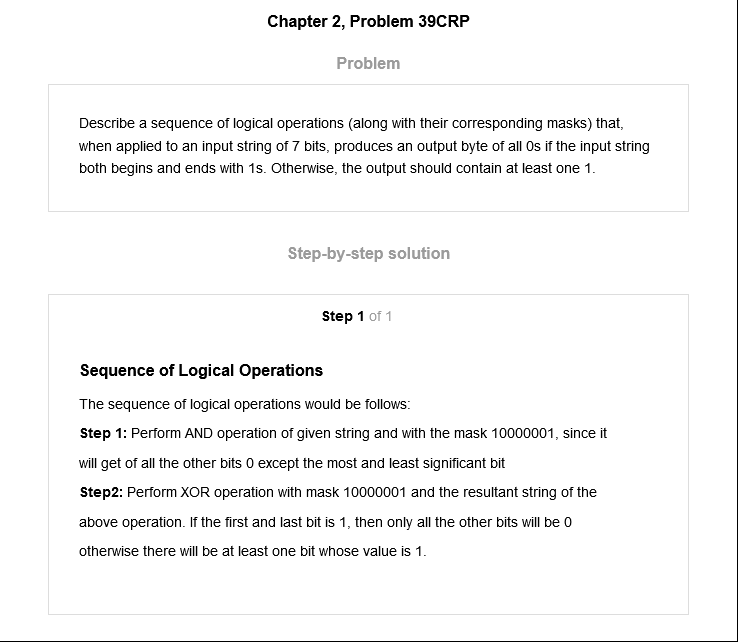 Chapter 2, Problem 39CRP
Problem
Describe a sequence of logical operations (along with their corresponding masks) that,
when applied to an input string of 7 bits, produces an output byte of all 0s if the input string
both begins and ends with 1s. Otherwise, the output should contain at least one 1.
Step-by-step solution
Step 1 of 1
Sequence of Logical Operations
The sequence of logical operations would be follows:
Step 1: Perform AND operation of given string and with the mask 10000001, since it
will get of all the other bits 0 except the most and least significant bit
Step2: Perform XOR operation with mask 10000001 and the resultant string of the
above operation. If the first and last bit is 1, then only all the other bits will be 0
otherwise there will be at least one bit whose value is 1.